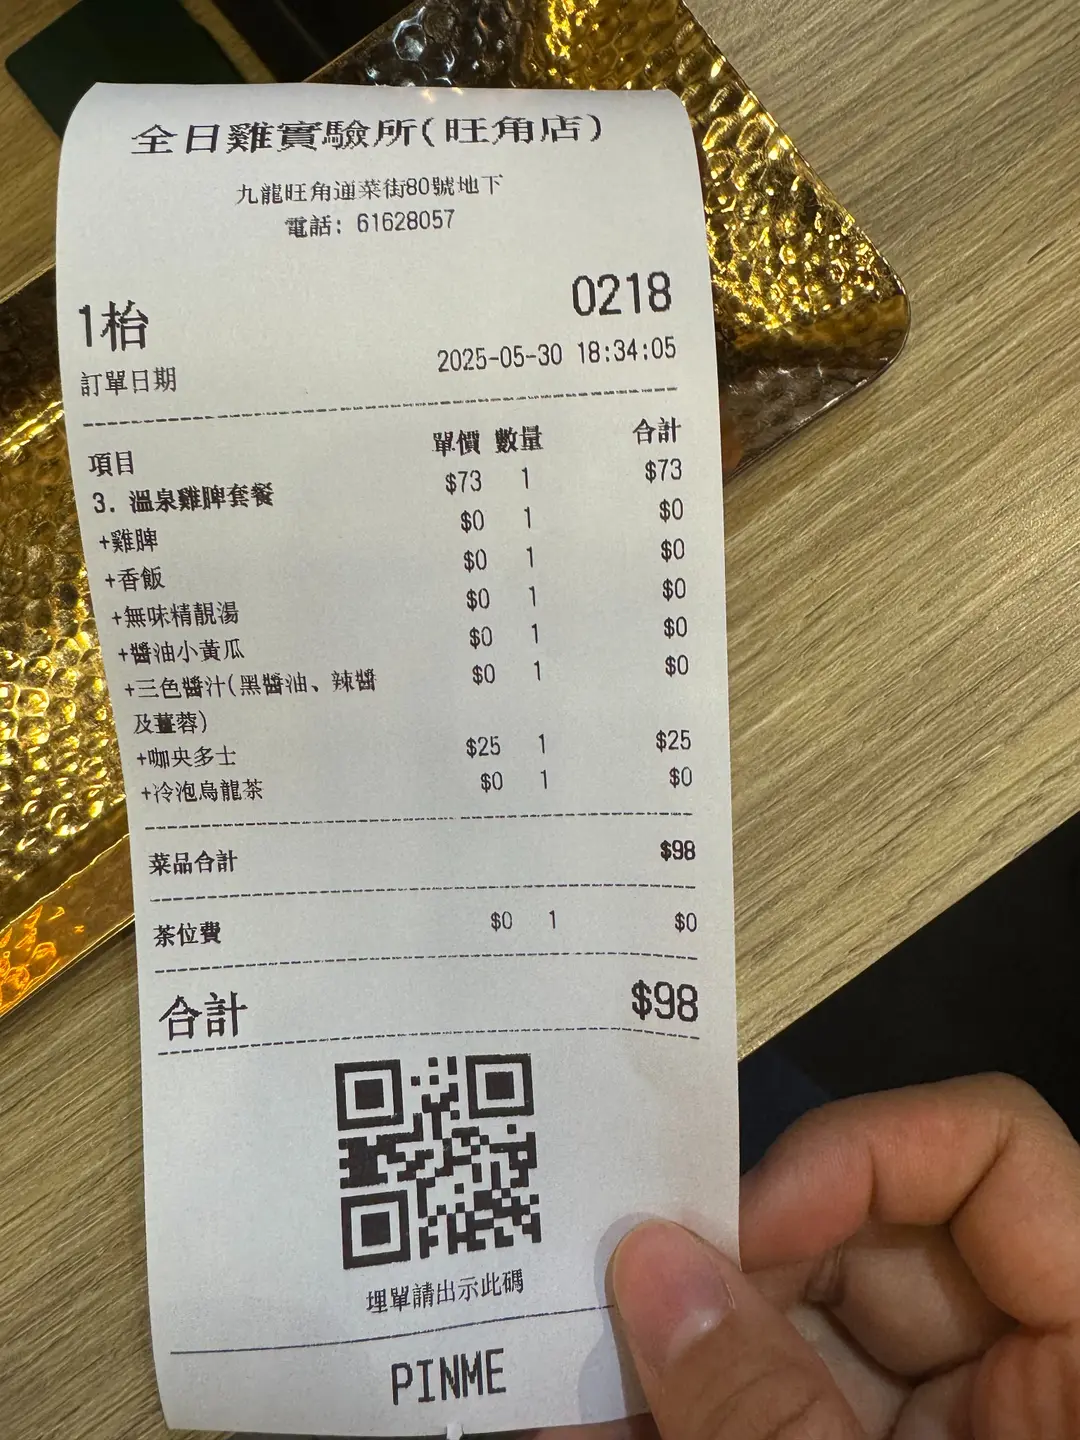 全日雞實驗所(旺角店)
九龍旺角通菜街80號地下
電話: 61628057
1枱 0218
訂單日期 2025-05-30 18:34:05
項目 單價 數量 合計
3. 溫泉雞髀套餐 $73 1 $73
+雞髀 $0 1 $0
+香飯 $0 1 $0
+無味精靚湯 $0 1 $0
+醬油小黃瓜 $0 1 $0
+三色醬汁(黑醬油、辣醬 $0 1 $0
及薑蓉)
+咖央多士 $25 1 $25
+冷泡烏龍茶 $0 1 $0
菜品合計 $98
茶位費 $0 1 $0
合計 $98
埋單請出示此碼
PINME